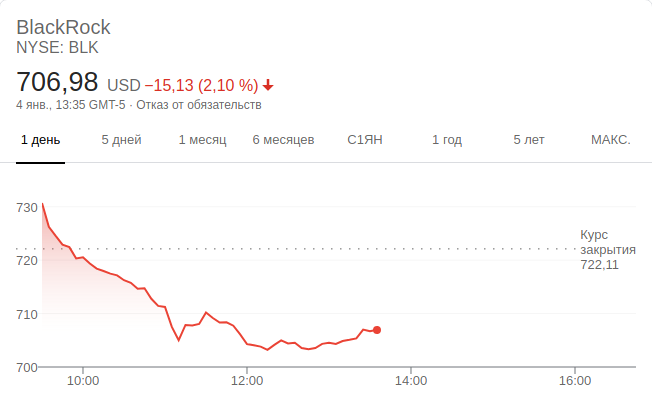 BlackRock
NYSE: BLK
706,98 USD −15,13 (2,10 %)
4 янв., 13:35 GMT-5 · Отказ от обязательств
1 день 5 дней 1 месяц 6 месяцев С1ЯН 1 год 5 лет МАКС.
730
720
710
700
Курс
закрытия
722,11
10:00 12:00 14:00 16:00